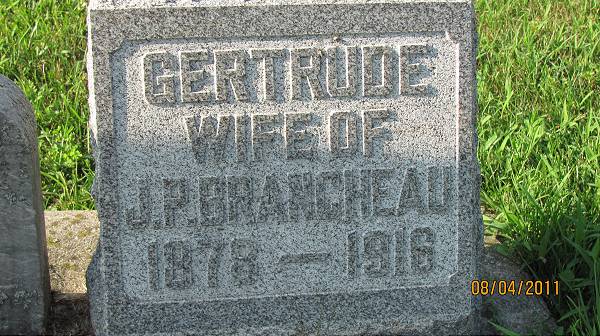 GERTRUDE
WIFE OF
J.P. BRANCHEAU
1878 — 1916
08/04/2011